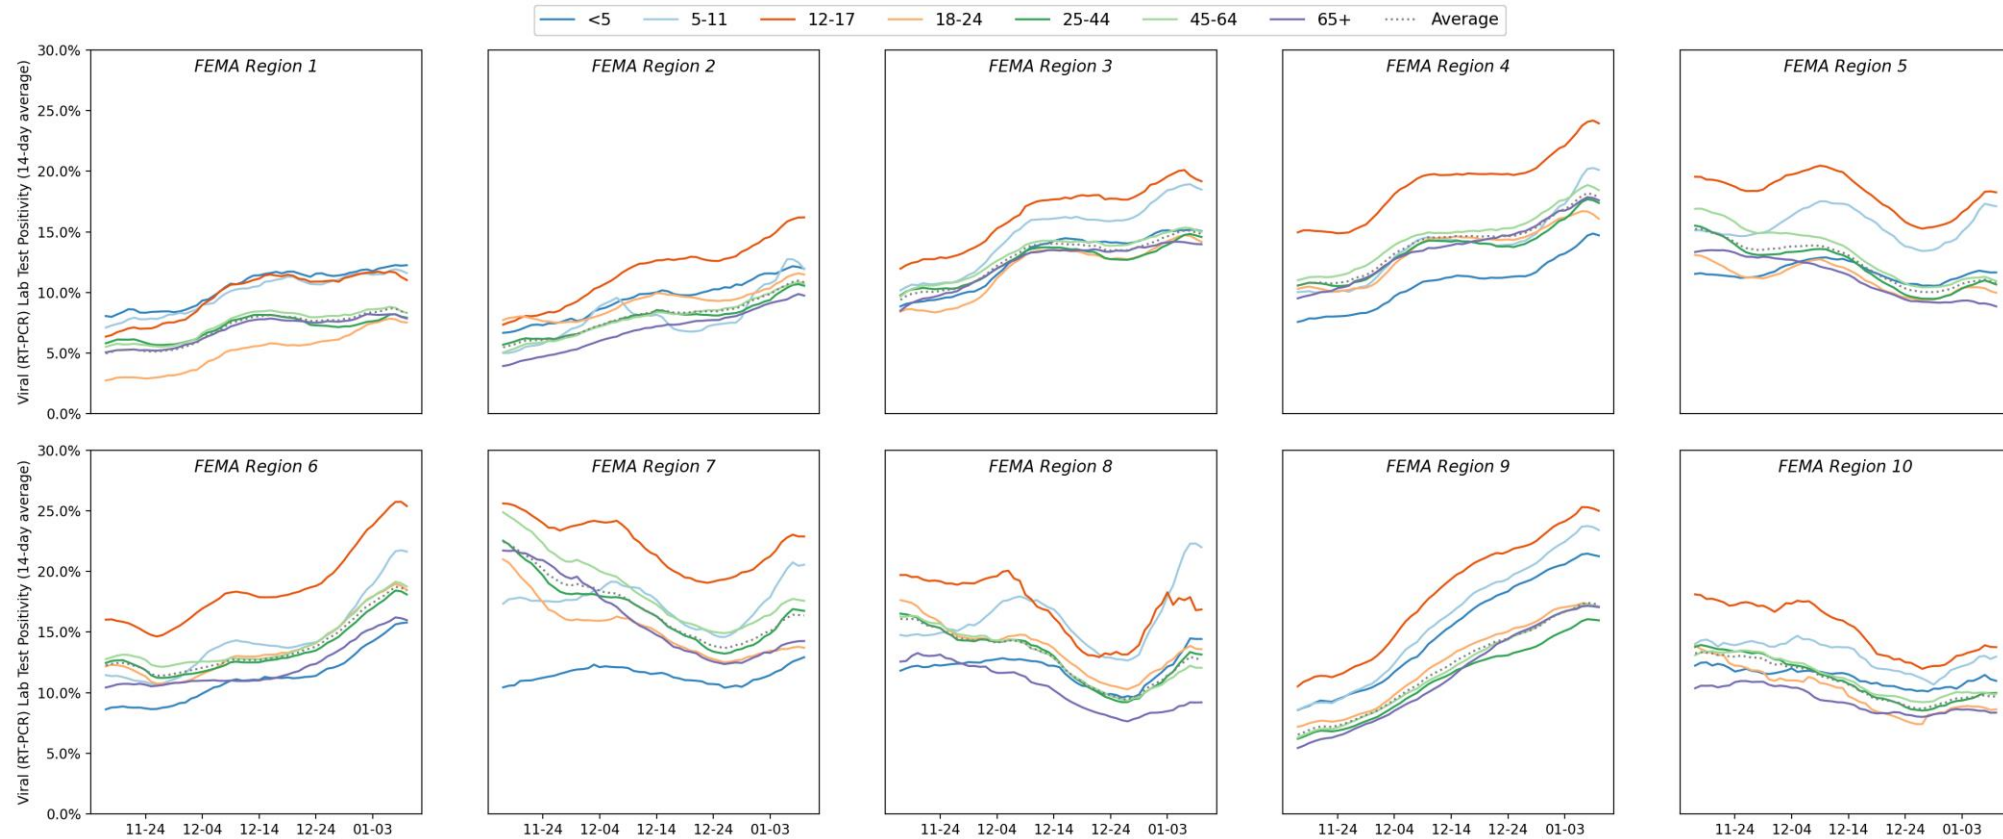 <5 5-11 12-17 18-24 25-44 45-64 65+ Average
Viral (RT-PCR) Lab Test Positivity (14-day average)
30.0%
25.0%
20.0%
15.0%
10.0%
5.0%
0.0%
FEMA Region 1
FEMA Region 2
FEMA Region 3
FEMA Region 4
FEMA Region 5
Viral (RT-PCR) Lab Test Positivity (14-day average)
30.0%
25.0%
20.0%
15.0%
10.0%
5.0%
0.0%
FEMA Region 6
11-24 12-04 12-14 12-24 01-03
FEMA Region 7
11-24 12-04 12-14 12-24 01-03
FEMA Region 8
11-24 12-04 12-14 12-24 01-03
FEMA Region 9
11-24 12-04 12-14 12-24 01-03
FEMA Region 10
11-24 12-04 12-14 12-24 01-03